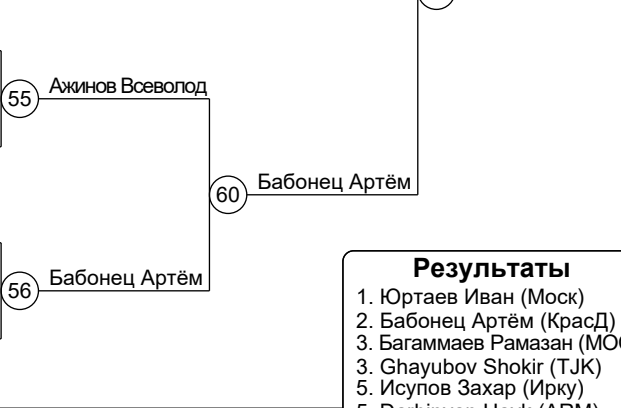 55
Ажинов Всеволод
60
Бабонец Артём
56
Бабонец Артём
Результаты
1. Юртаев Иван (Моск)
2. Бабонец Артём (КрасД)
3. Багаммаев Рамазан
3. Ghayubov Shokir (TJK)
5. Исупов Захар (Ирку)